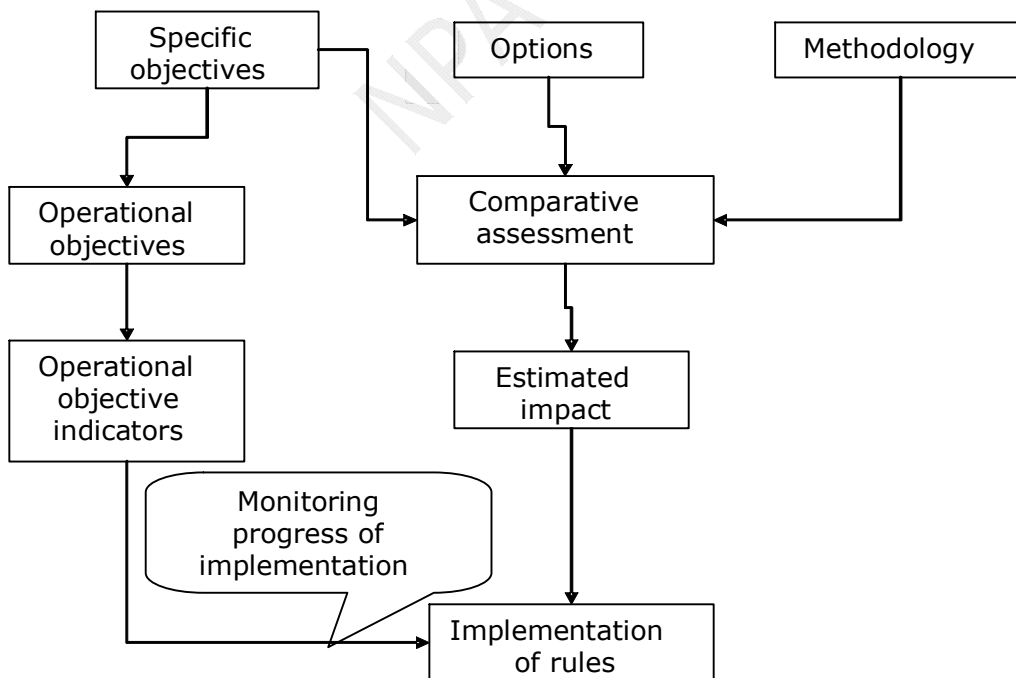 Specific
objectives
Options
Methodology
NPA
Operational
objectives
Comparative
assessment
Operational
objective
indicators
Estimated
impact
Monitoring
progress of
implementation
Implementation
of rules